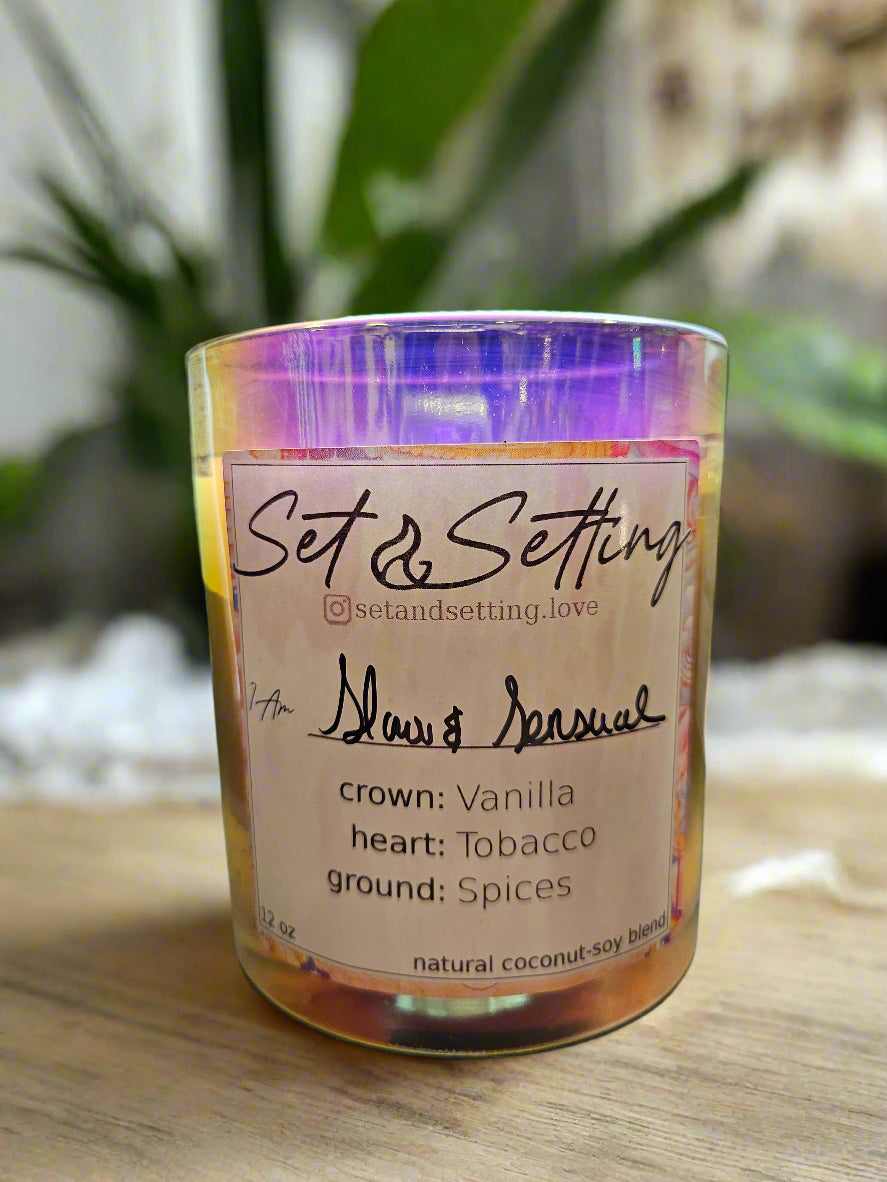 Set & Setting
setandsetting.love
I Am Slow & Sensual
crown: Vanilla
heart: Tobacco
ground: Spices
12 oz
natural coconut-soy blend